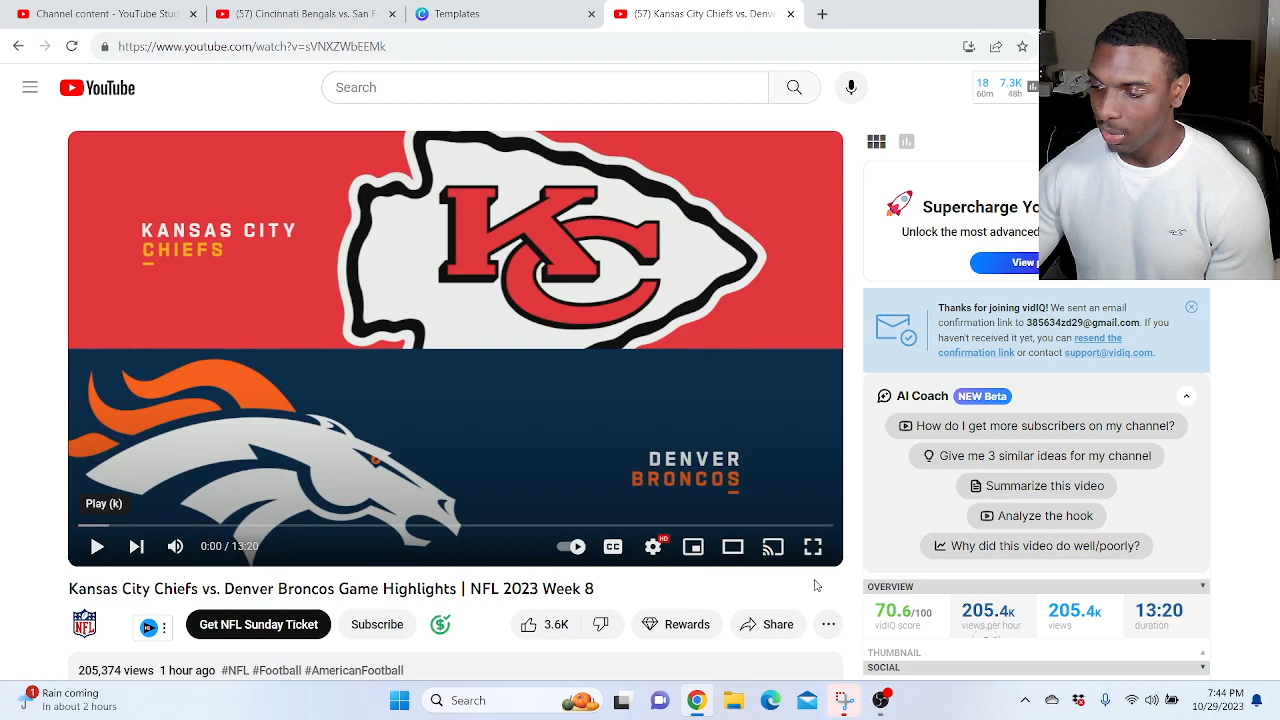 Content - YouTube Stud
(57) Cincinnati Bengals vs. San F
Templates
(57) Kansas City Chiefs vs. Denve
https://www.youtube.com/watch?v=sVNXZWbEEMk
YouTube
Search
18
60m
7.3K
48h
KANSAS CITY
CHIEFS
KC
DENVER
BRONCOS
Play (k)
0:00 / 13:20
CC
HD
Kansas City Chiefs vs. Denver Broncos Game Highlights | NFL 2023 Week 8
NFL
Get NFL Sunday Ticket
Subscribe
3.6K
Rewards
Share
205,374 views 1 hour ago #NFL #Football #AmericanFootball
Supercharge Yo
Unlock the most advanced
View
Thanks for joining vidIQ! We sent an email
confirmation link to 385634zd29@gmail.com. If you
haven't received it yet, you can resend the
confirmation link or contact support@vidiq.com.
AI Coach NEW Beta
How do I get more subscribers on my channel?
Give me 3 similar ideas for my channel
Summarize this video
Analyze the hook
Why did this video do well/poorly?
OVERVIEW
70.6/100
vidIQ score
205.4K
views per hour
205.4K
views
13:20
duration
THUMBNAIL
SOCIAL
1
Rain coming
In about 2 hours
Search
7:44 PM
10/29/2023